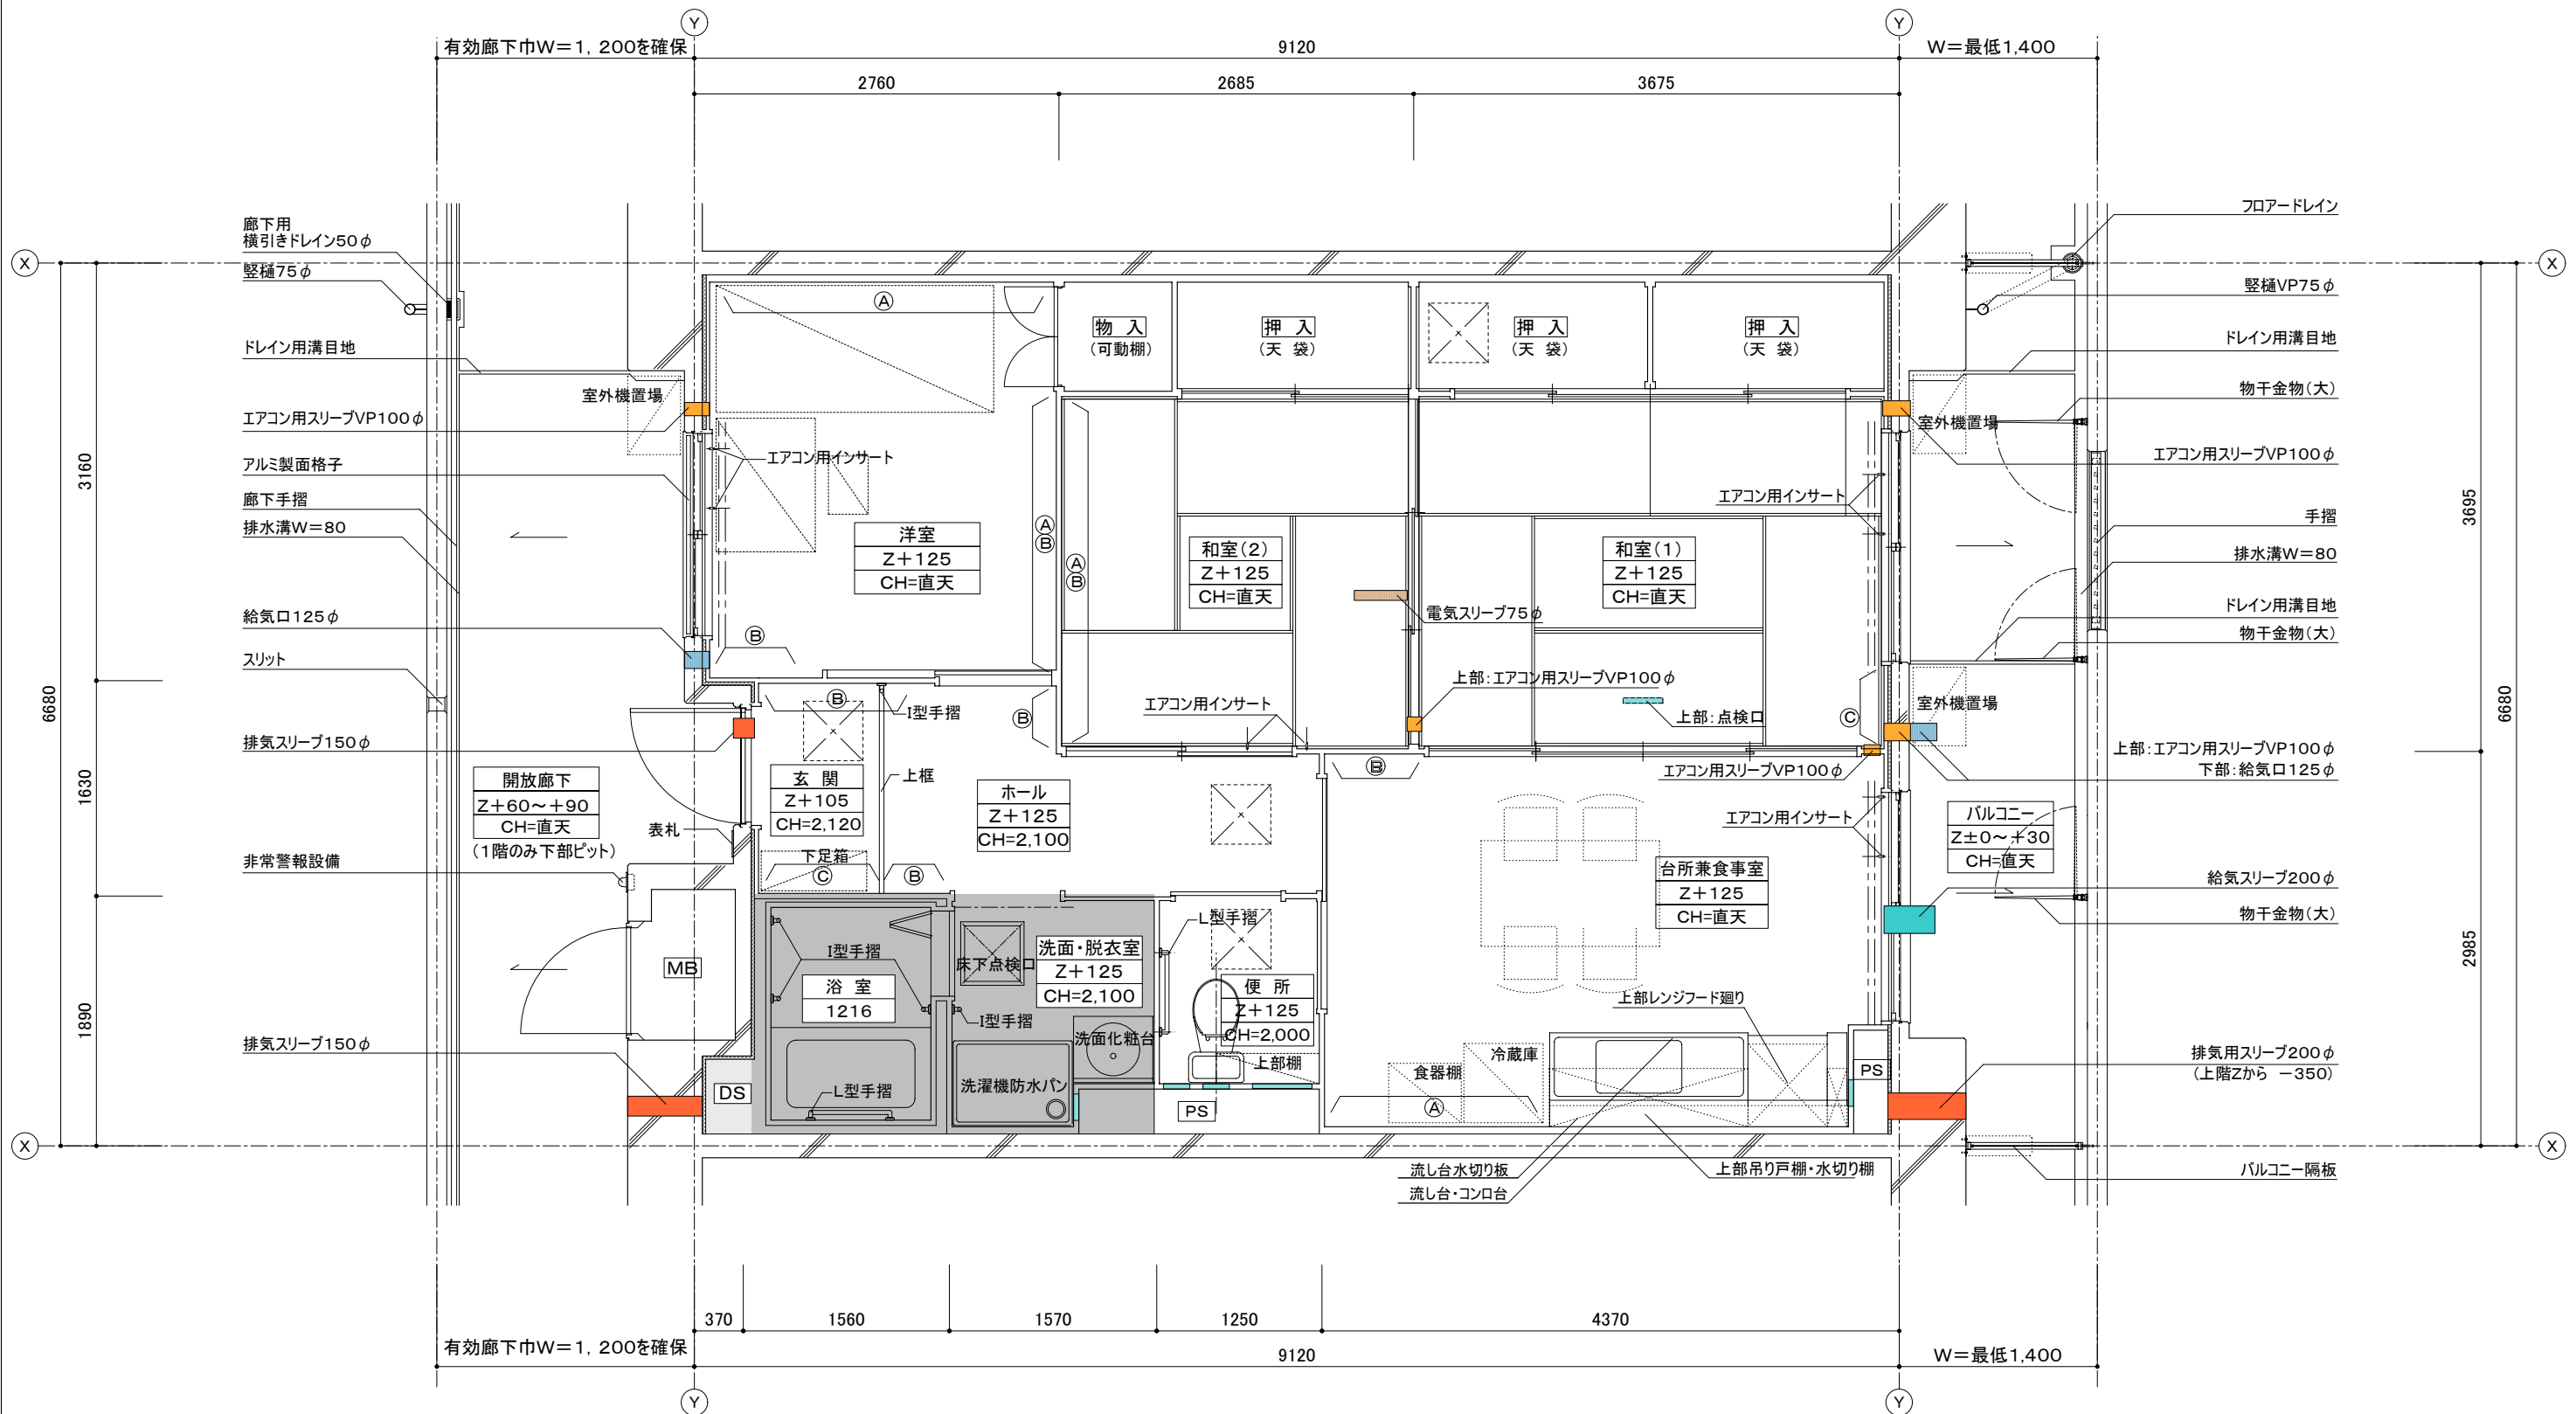 Y
Y
有効廊下巾W=1, 200を確保
9120
W=最低1,400
2760
2685
3675
廊下用
横引きドレイン50φ
竪樋75φ
ドレイン用溝目地
エアコン用スリーブVP100φ
アルミ製面格子
廊下手摺
排水溝W=80
給気口125φ
スリット
排気スリーブ150φ
非常警報設備
排気スリーブ150φ
X
X
6680
3160
1630
1890
室外機置場
開放廊下
Z+60~+90
CH=直天
(1階のみ下部ピット)
表札
MB
DS
A
物 入
(可動棚)
押 入
(天 袋)
押 入
(天 袋)
押 入
(天 袋)
エアコン用インサート
洋室
Z+125
CH=直天
A
B
A
B
B
和室(2)
Z+125
CH=直天
和室(1)
Z+125
CH=直天
エアコン用インサート
電気スリーブ75φ
上部:エアコン用スリーブVP100φ
上部:点検口
C
B
I型手摺
B
エアコン用インサート
玄 関
Z+105
CH=2,120
上框
ホール
Z+125
CH=2,100
B
エアコン用スリーブVP100φ
エアコン用インサート
下足箱
C
B
台所兼食事室
Z+125
CH=直天
I型手摺
浴 室
1216
床下点検口
洗面・脱衣室
Z+125
CH=2,100
L型手摺
便 所
Z+125
CH=2,000
I型手摺
洗面化粧台
上部棚
L型手摺
洗濯機防水パン
PS
上部レンジフード廻り
冷蔵庫
食器棚
A
PS
流し台水切り板
流し台・コンロ台
上部吊り戸棚・水切り棚
室外機置場
室外機置場
バルコニー
Z±0~+30
CH=直天
フロアードレイン
竪樋VP75φ
ドレイン用溝目地
物干金物(大)
エアコン用スリーブVP100φ
手摺
排水溝W=80
ドレイン用溝目地
物干金物(大)
上部:エアコン用スリーブVP100φ
下部:給気口125φ
給気スリーブ200φ
物干金物(大)
排気用スリーブ200φ
(上階Zから -350)
バルコニー隔板
X
X
3695
2985
6680
370
1560
1570
1250
4370
有効廊下巾W=1, 200を確保
9120
W=最低1,400
Y
Y